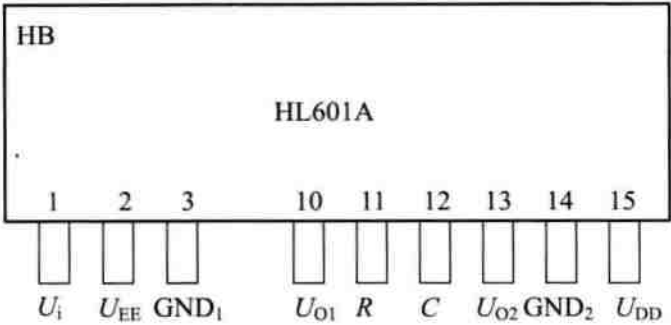 HB
HL601A
1 2 3 10 11 12 13 14 15
Ui UEE GND1 UO1 R C UO2 GND2 UDD